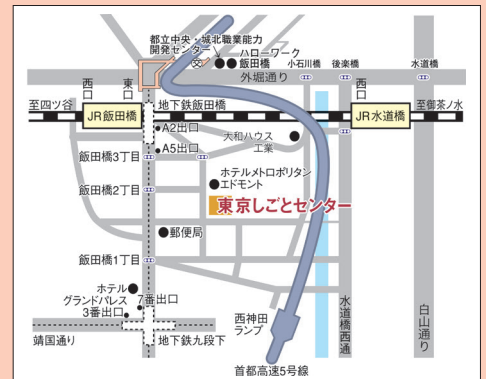 都立中央・城北職業能力
開発センター
ハローワーク
飯田橋
小石川橋
後楽橋
水道橋
外堀通り
西口
東口
西口
至四ツ谷
JR飯田橋
地下鉄飯田橋
JR水道橋
至御茶ノ水
A2出口
大和ハウス
工業
A5出口
飯田橋3丁目
ホテルメトロポリタン
エドモント
飯田橋2丁目
東京しごとセンター
郵便局
飯田橋1丁目
ホテル
グランドパレス
7番出口
3番出口
西神田
ランプ
水道橋西通
白山通り
靖国通り
地下鉄九段下
首都高速5号線